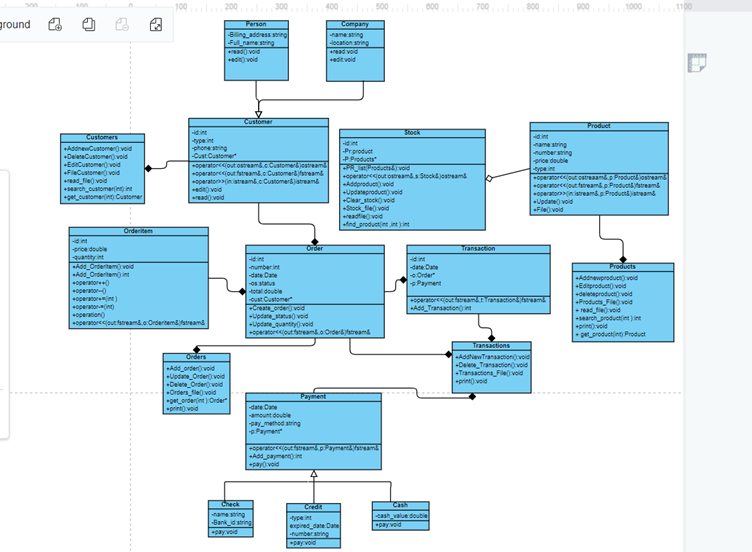 ground
200
100
0
100
200
300
400
500
600
700
800
900
1000
1100
Person
-Billing_address:string
-Full_name:string
+read():void
+edit():void
Company
-name:string
-location:string
+read:void
+edit:void
Customers
+AddnewCustomer():void
+DeleteCustomer():void
+EditCustomer():void
+FileCustomer():void
+read_file():void
+search_customer(int):int
+get_customer(int):Customer
Customer
-id:int
-type:int
-phone:string
-Cust:Customer*
+operator<<(out:ostream&,c:Customer&)ostream&
+operator<<(out:fstream&,c:Customer&)fstream&
+operator>>(in:istream&,c:Customer&)istream&
+edit():void
+read():void
Stock
-id:int
-Pr:product
-P:Products*
+PR_list(Products&):void
+operator<<(out:ostream&,s:Stock&)ostream&
+Addproduct():void
+Updateproduct():void
+Clear_stock():void
+Stock_file():void
+readfile():void
+find_product(int ,int ):int
Product
-id:int
-name:string
-number:string
-price:double
-type:int
+operator<<(out:ostream&,p:Product&)ostream&
+operator<<(out:fstream&,p:Product&)fstream&
+operator>>(in:istream&,p:Product&)istream&
+Update():void
+File():void
Orderitem
-id:int
-price:double
-quantity:int
+Add_OrderItem():void
+Add_OrderItem():int
+operator++()
+operator--()
+operator+=(int )
+operator-=(int)
+operation()
+operator<<(out:fstream&,o:Orderitem&)fstream&
Order
-id:int
-number:int
-date:Date
-os:status
-total:double
-cust:Customer*
+Create_order():void
+Update_status():void
+Update_quantity():void
+operator<<(out:fstream&,o:Order&)fstream&
Transaction
-id:int
-date:Date
-o:Order*
-p:Payment
+operator<<(out:fstream&,t:Transaction&)fstream&
+Add_Transaction():int
Products
+Addnewproduct():void
+Editproduct():void
+deleteproduct():void
+Products_File():void
+ read_file():void
+search_product(int ):int
+print():void
+ get_product(int):Product
Orders
+Add_order():void
+Update_Order():void
+Delete_Order():void
+Orders_file():void
+get_order(int ):Order*
+print():void
Transactions
+AddNewTransaction():void
+Delete_Transaction():void
+Transactions_File():void
+print():void
Payment
-date:Date
-amount:double
-pay_method:string
-p:Payment*
+operator<<(out:fstream&,p:Payment&)fstream&
+Add_payment():int
+pay():void
Check
-name:string
-Bank_id:string
+pay:void
Credit
-type:int
expired_date:Date
-number:string
+pay:void
Cash
-cash_value:double
+pay:void